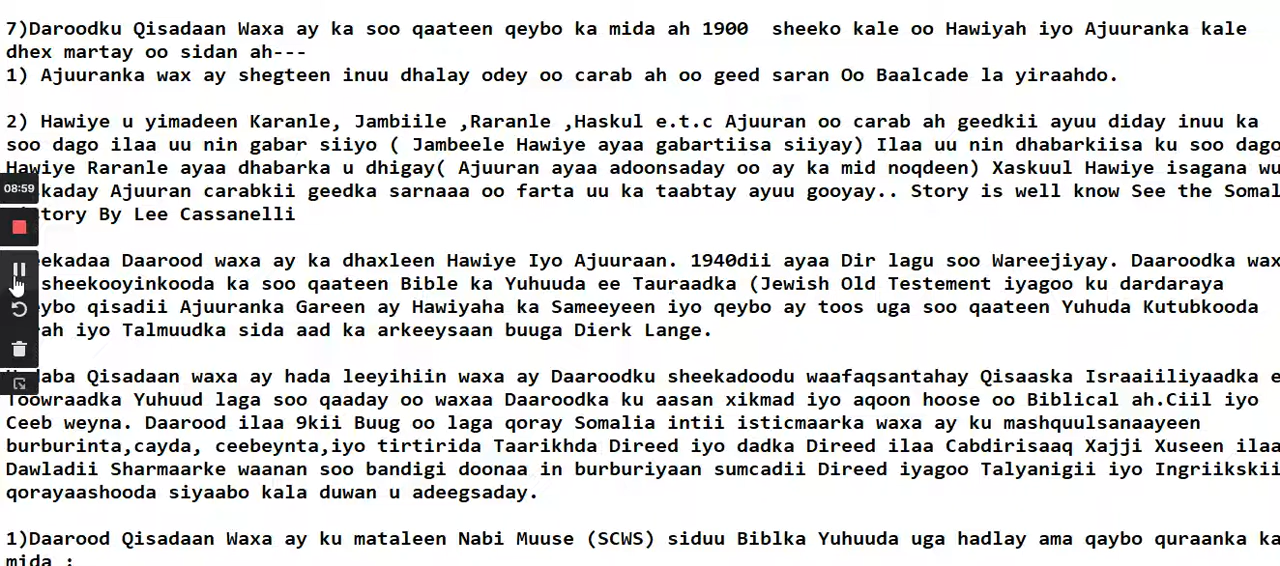 7)Daroodku Qisadaan Waxa ay ka soo qaateen qeybo ka mida ah 1900 sheeko kale oo Hawiyah iyo Ajuuranka kale
dhex martay oo sidan ah---
1) Ajuuranka wax ay shegteen inuu dhalay odey oo carab ah oo geed saran Oo Baalcade la yiraahdo.
2) Hawiye u yimadeen Karanle, Jambiile ,Raranle ,Haskul e.t.c Ajuuran oo carab ah geedkii ayuu diday inuu ka
soo dago ilaa uu nin gabar siiyo ( Jambeele Hawiye ayaa gabartiisa siiyay) Ilaa uu nin dhabarkiisa ku soo dago
Hawiye Raranle ayaa dhabarka u dhigay( Ajuuran ayaa adoonsaday oo ay ka mid noqdeen) Xaskuul Hawiye isagana wu
08:59
kaday Ajuuran carabkii geedka sarnaaa oo farta uu ka taabtay ayuu gooyay.. Story is well know See the Somal
tory By Lee Cassanelli
ekadaa Daarood waxa ay ka dhaxleen Hawiye Iyo Ajuuraan. 1940dii ayaa Dir lagu soo Wareejiyay. Daaroodka wax
sheekooyinkooda ka soo qaateen Bible ka Yuhuuda ee Tauraadka (Jewish Old Testement iyagoo ku dardaraya
ybo qisadii Ajuuranka Gareen ay Hawiyaha ka Sameeyeen iyo qeybo ay toos uga soo qaateen Yuhuda Kutubkooda
rah iyo Talmuudka sida aad ka arkeeysaan buuga Dierk Lange.
daba Qisadaan waxa ay hada leeyihiin waxa ay Daaroodku sheekadoodu waafaqsantahay Qisaaska Israaiiliyaadka e
Toowraadka Yuhuud laga soo qaaday oo waxaa Daaroodka ku aasan xikmad iyo aqoon hoose oo Biblical ah.Ciil iyo
Ceeb weyna. Daarood ilaa 9kii Buug oo laga qoray Somalia intii isticmaarka waxa ay ku mashquulsanaayeen
burburinta,cayda, ceebeynta,iyo tirtirida Taarikhda Direed iyo dadka Direed ilaa Cabdirisaaq Xajji Xuseen ilaa
Dawladii Sharmaarke waanan soo bandigi doonaa in burburiyaan sumcadii Direed iyagoo Talyanigii iyo Ingriikskii
qorayaashooda siyaabo kala duwan u adeegsaday.
1)Daarood Qisadaan Waxa ay ku mataleen Nabi Muuse (SCWS) siduu Biblka Yuhuuda uga hadlay ama qaybo quraanka ka
mida :